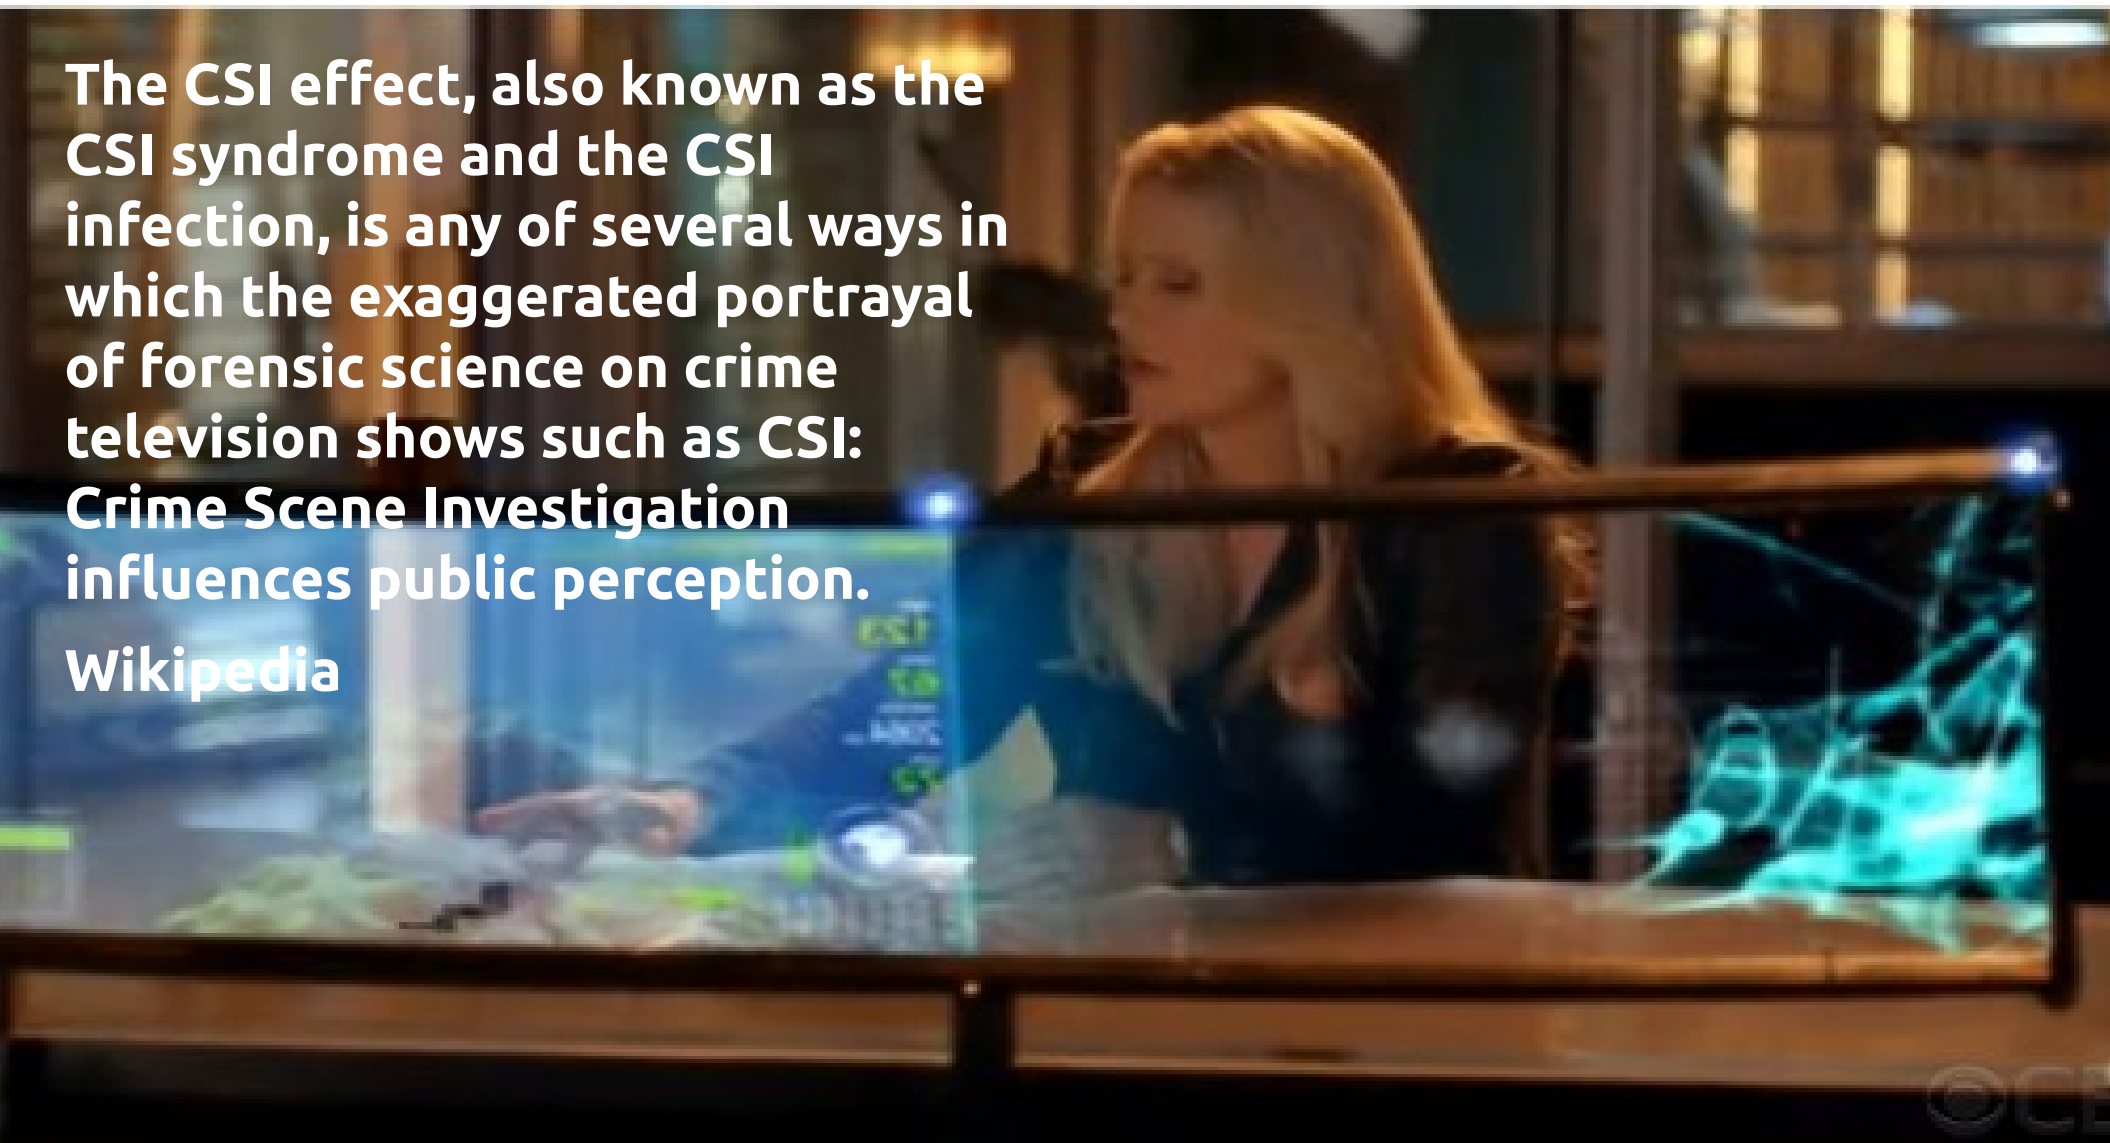 The CSI effect, also known as the
CSI syndrome and the CSI
infection, is any of several ways in
which the exaggerated portrayal
of forensic science on crime
television shows such as CSI:
Crime Scene Investigation
influences public perception.
Wikipedia